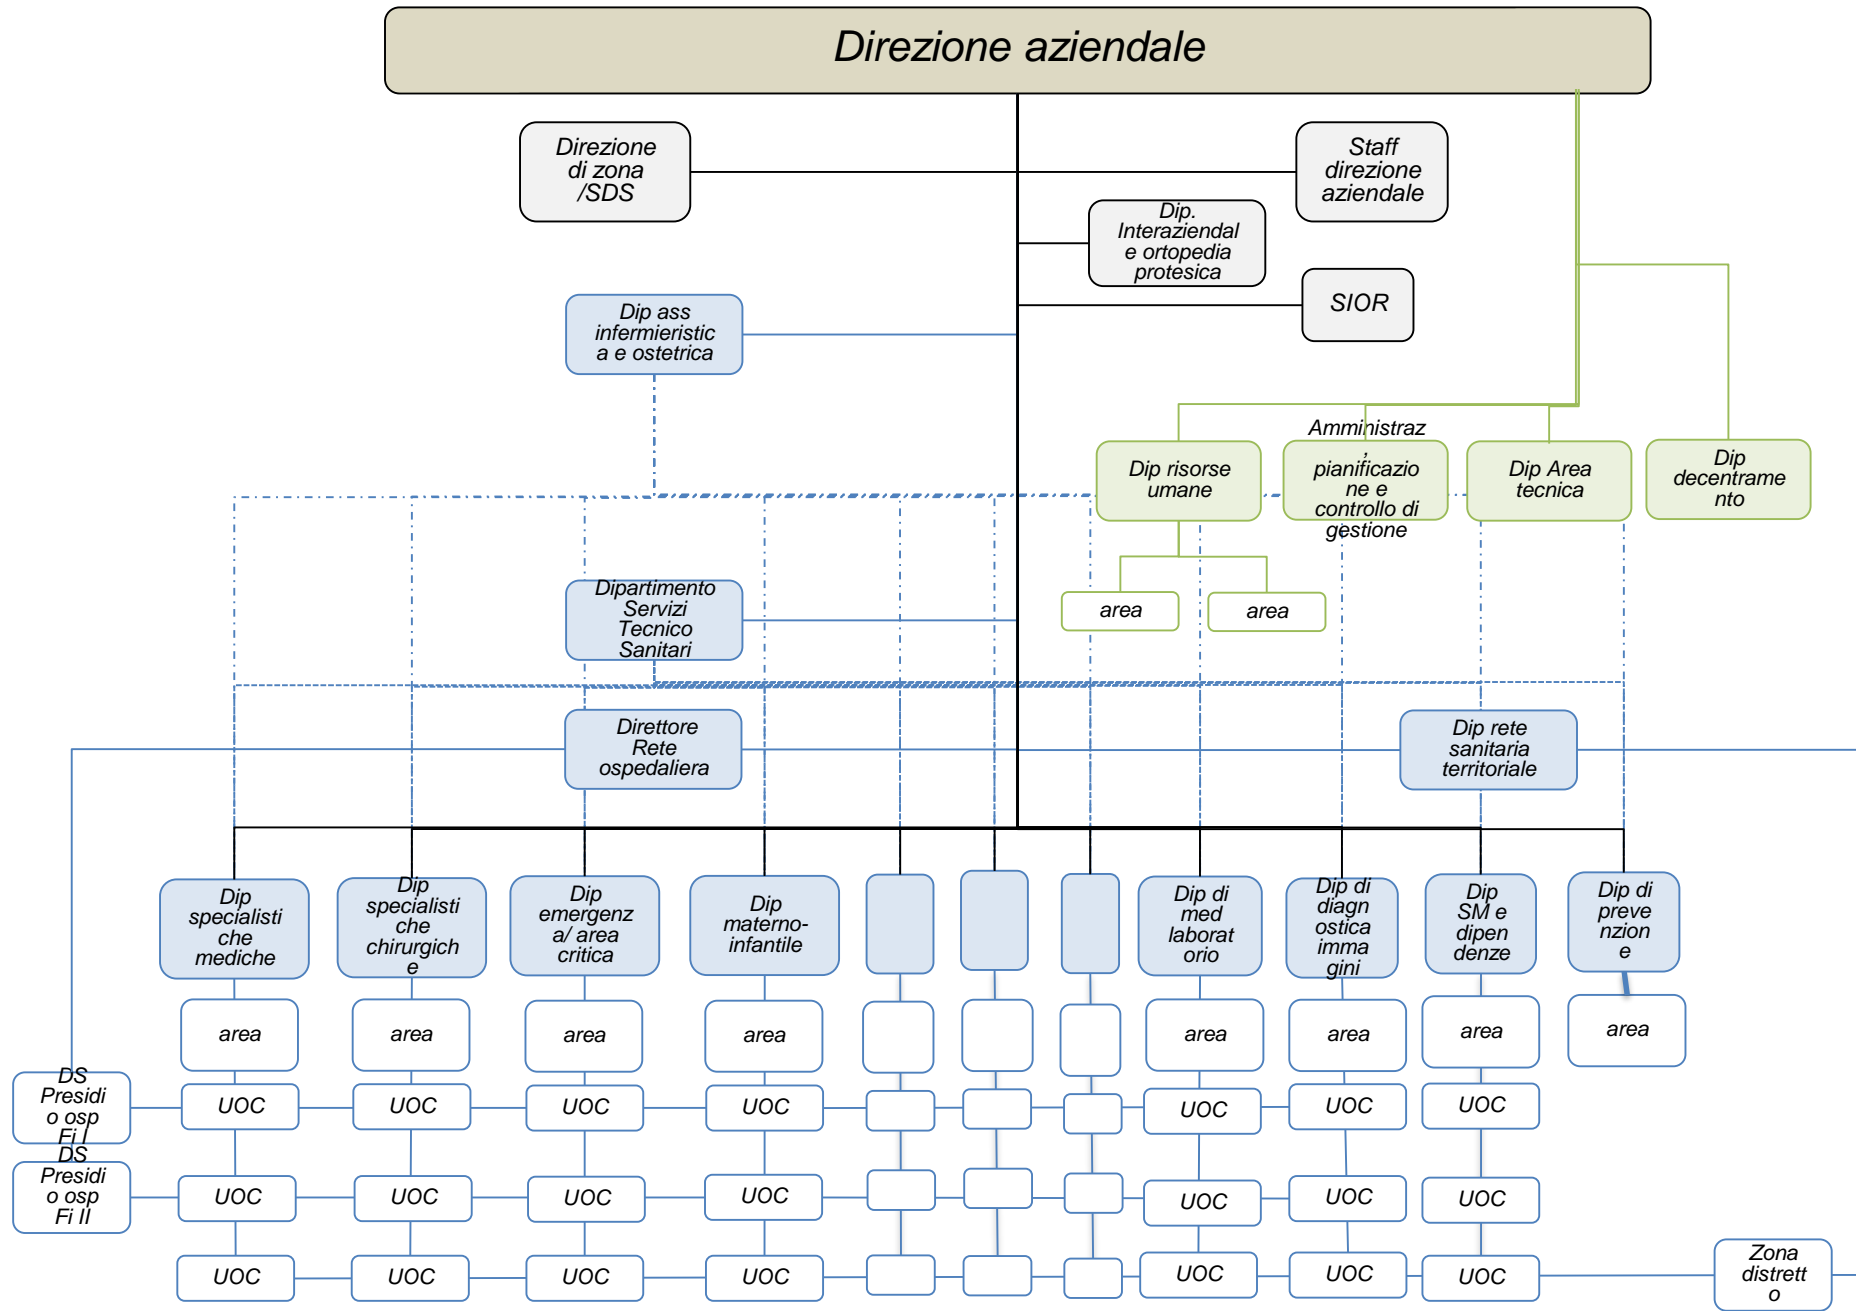 Direzione aziendale
Direzione
di zona
/SDS
Staff
direzione
aziendale
Dip.
Interaziendal
e ortopedia
protesica
SIOR
Dip ass
infermieristic
a e ostetrica
Dip risorse
umane
Amministraz
,
pianificazio
ne e
controllo di
gestione
Dip Area
tecnica
Dip
decentrame
nto
area
area
Dipartimento
Servizi
Tecnico
Sanitari
Direttore
Rete
ospedaliera
Dip rete
sanitaria
territoriale
Dip
specialisti
che
mediche
Dip
specialisti
che
chirurgich
e
Dip
emergenz
a/ area
critica
Dip
materno-
infantile
Dip di
med
laborat
orio
Dip di
diagn
ostica
imma
gini
Dip
SM e
dipen
denze
Dip di
preve
nzion
e
area
area
area
area
area
area
area
area
DS
Presidi
o osp
Fi I
UOC
UOC
UOC
UOC
UOC
UOC
UOC
DS
Presidi
o osp
Fi II
UOC
UOC
UOC
UOC
UOC
UOC
UOC
UOC
UOC
UOC
UOC
UOC
UOC
UOC
Zona
distrett
o